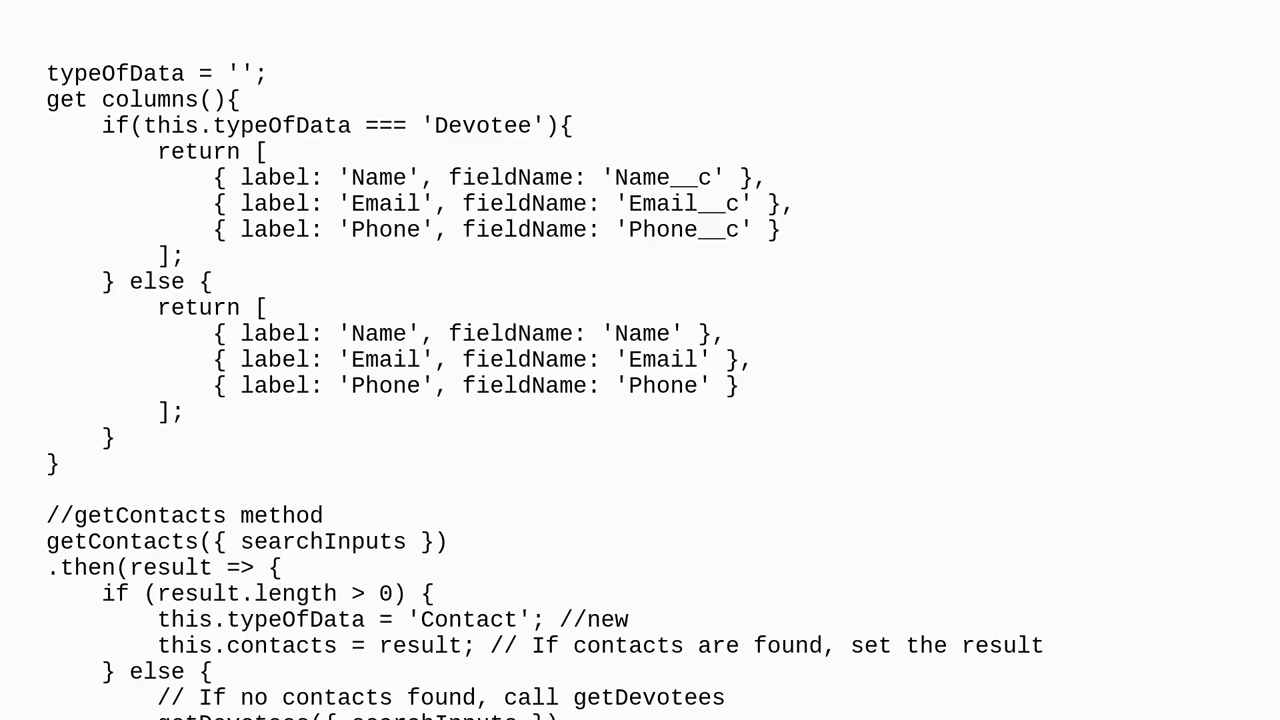 typeOfData = '';
get columns(){
    if(this.typeOfData === 'Devotee'){
        return [
            { label: 'Name', fieldName: 'Name__c' },
            { label: 'Email', fieldName: 'Email__c' },
            { label: 'Phone', fieldName: 'Phone__c' }
        ];
    } else {
        return [
            { label: 'Name', fieldName: 'Name' },
            { label: 'Email', fieldName: 'Email' },
            { label: 'Phone', fieldName: 'Phone' }
        ];
    }
}

//getContacts method
getContacts({ searchInputs })
.then(result => {
    if (result.length > 0) {
        this.typeOfData = 'Contact'; //new
        this.contacts = result; // If contacts are found, set the result
    } else {
        // If no contacts found, call getDevotees
        getDevotees({ searchInputs })